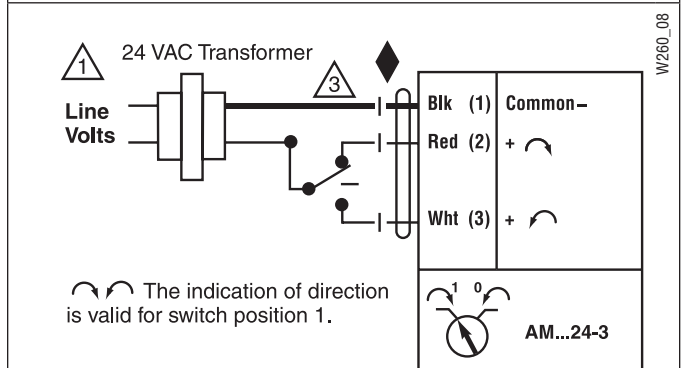 W260_08
1
24 VAC Transformer
3
Line
Volts
Blk (1) Common–
Red (2) +
Wht (3) +
The indication of direction
is valid for switch position 1.
1 0
AM...24-3